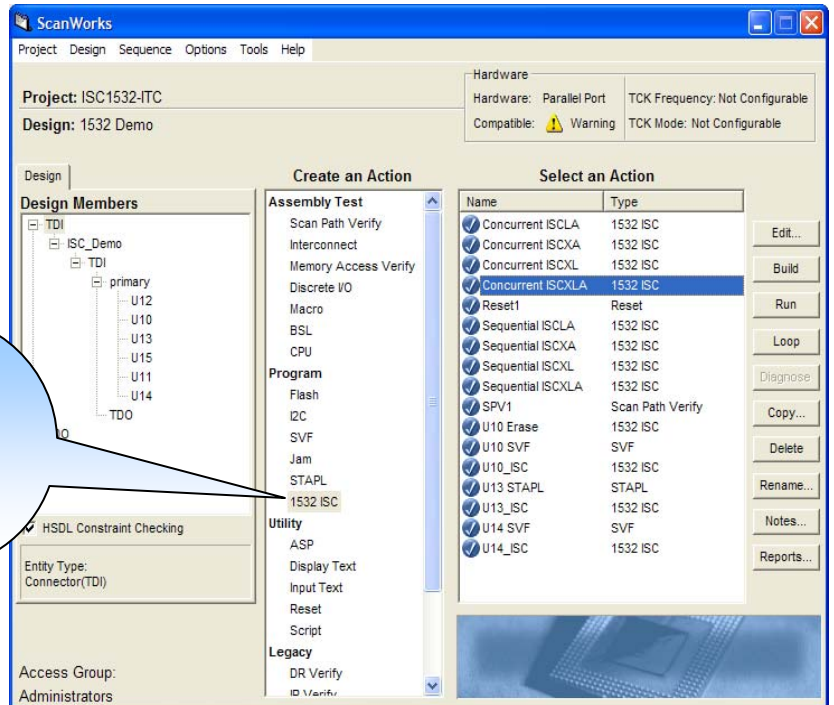 ScanWorks
Project Design Sequence Options Tools Help
Project: ISC1532-ITC
Design: 1532 Demo
Hardware
Hardware: Parallel Port
TCK Frequency: Not Configurable
Compatible: Warning
TCK Mode: Not Configurable
Design
Design Members
TDI
ISC_Demo
TDI
primary
U12
U10
U13
U15
U11
U14
TDO
HSDL Constraint Checking
Entity Type:
Connector(TDI)
Access Group:
Administrators
Create an Action
Assembly Test
Scan Path Verify
Interconnect
Memory Access Verify
Discrete I/O
Macro
BSL
CPU
Program
Flash
I2C
SVF
Jam
STAPL
1532 ISC
Utility
ASP
Display Text
Input Text
Reset
Script
Legacy
DR Verify
IR Verify
Select an Action
Name Type
Concurrent ISCLA 1532 ISC
Concurrent ISCXA 1532 ISC
Concurrent ISCXL 1532 ISC
Concurrent ISCXLA 1532 ISC
Reset1 Reset
Sequential ISCLA 1532 ISC
Sequential ISCXA 1532 ISC
Sequential ISCXL 1532 ISC
Sequential ISCXLA 1532 ISC
SPV1 Scan Path Verify
U10 Erase 1532 ISC
U10 SVF SVF
U10_ISC 1532 ISC
U13 STAPL STAPL
U13_ISC 1532 ISC
U14 SVF SVF
U14_ISC 1532 ISC
Edit...
Build
Run
Loop
Diagnose
Copy...
Delete
Rename...
Notes...
Reports...